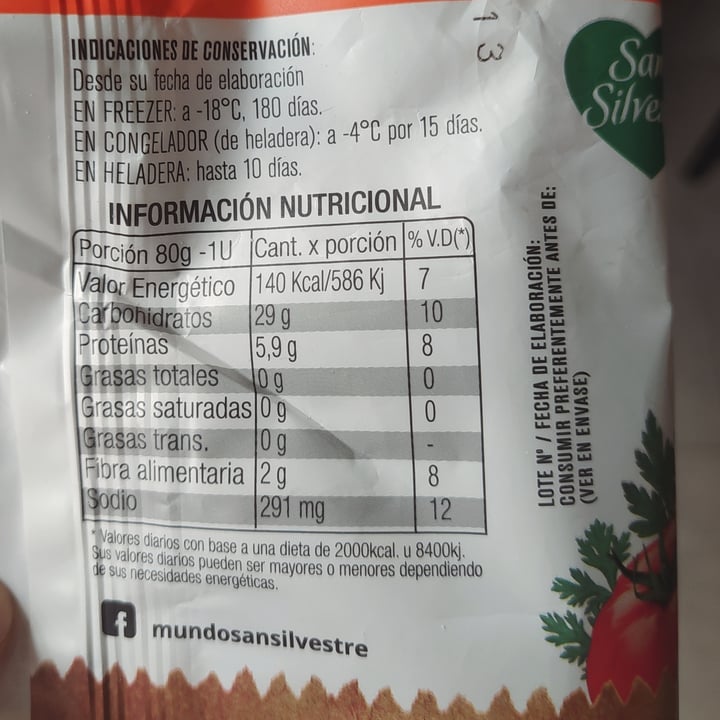 INDICACIONES DE CONSERVACIÓN:
Desde su fecha de elaboración
EN FREEZER: a -18°C, 180 días.
EN CONGELADOR (de heladera): a -4°C por 15 días.
EN HELADERA: hasta 10 días.
13
INFORMACIÓN NUTRICIONAL
Porción 80g -1U Cant. x porción % V.D(*)
Valor Energético 140 Kcal/586 Kj 7
Carbohidratos 29 g 10
Proteínas 5,9 g 8
Grasas totales 0 g 0
Grasas saturadas 0 g 0
Grasas trans. 0 g -
Fibra alimentaria 2 g 8
Sodio 291 mg 12
* Valores diarios con base a una dieta de 2000kcal. u 8400kj.
Sus valores diarios pueden ser mayores o menores dependiendo
de sus necesidades energéticas.
f mundosansilvestre
LOTE Nº / FECHA DE ELABORACIÓN:
CONSUMIR PREFERENTEMENTE ANTES DE:
(VER EN ENVASE)
San
Silve